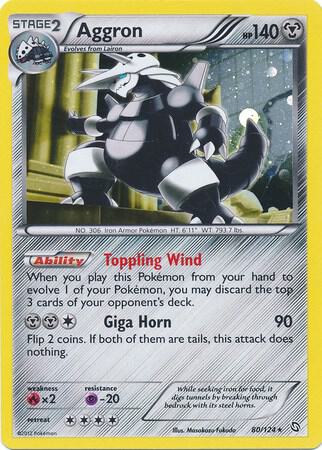 STAGE2
Aggron
HP140
Evolves from Lairon
NO. 306 Iron Armor Pokémon HT: 6'11" WT: 793.7 lbs.
Ability Toppling Wind
When you play this Pokémon from your hand to
evolve 1 of your Pokémon, you may discard the top
3 cards of your opponent's deck.
Giga Horn 90
Flip 2 coins. If both of them are tails, this attack does
nothing.
weakness resistance
×2 -20
retreat
While seeking iron for food, it
digs tunnels by breaking through
bedrock with its steel horns.
©2012 Pokémon
Illus. Masakazu Fukuda
80/124★